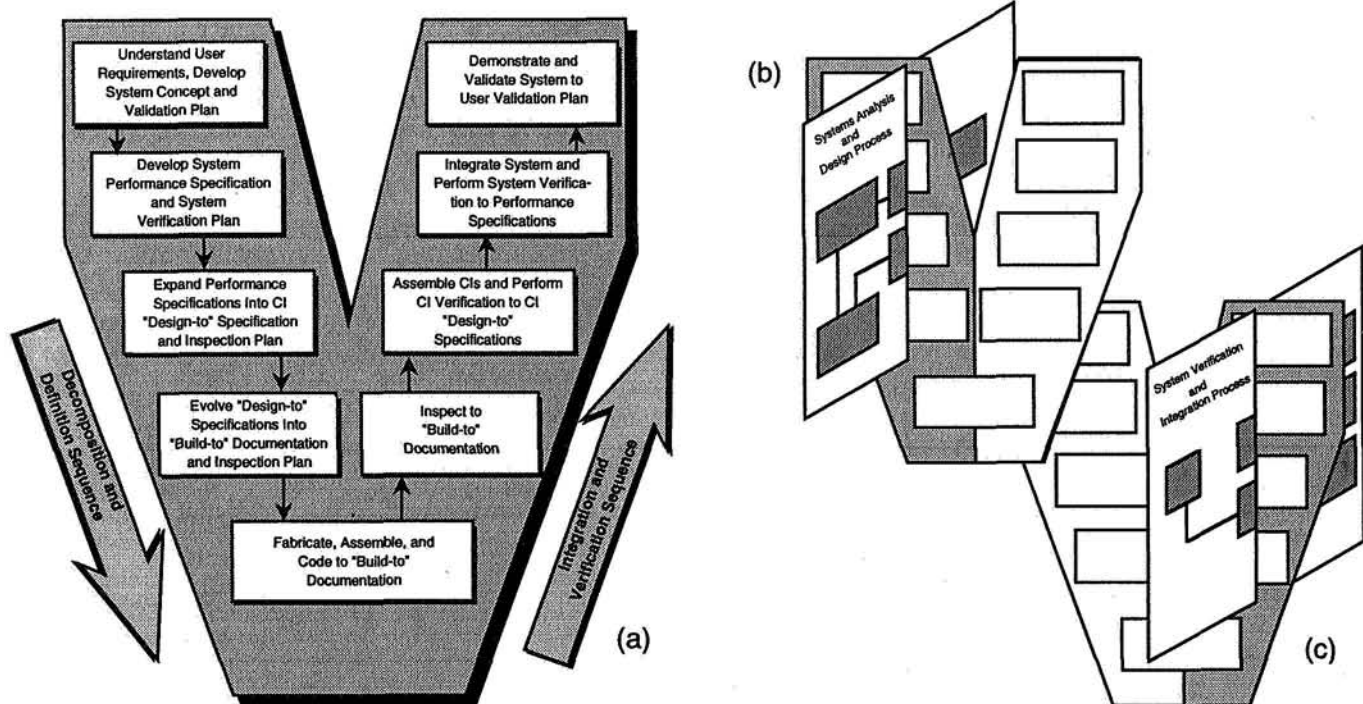 Understand User
Requirements, Develop
System Concept and
Validation Plan
Develop System
Performance Specification
and System
Verification Plan
Expand Performance
Specifications Into CI
"Design-to" Specification
and Inspection Plan
Evolve "Design-to"
Specifications Into
"Build-to" Documentation
and Inspection Plan
Fabricate, Assemble, and
Code to "Build-to"
Documentation
Inspect to
"Build-to"
Documentation
Assemble CIs and Perform
CI Verification to CI
"Design-to"
Specifications
Integrate System and
Perform System Verifica-
tion to Performance
Specifications
Demonstrate and
Validate System to
User Validation Plan
Decomposition and
Definition Sequence
Integration and
Verification Sequence
(a)
(b)
Systems Analysis
and
Design Process
System Verification
and
Integration Process
(c)